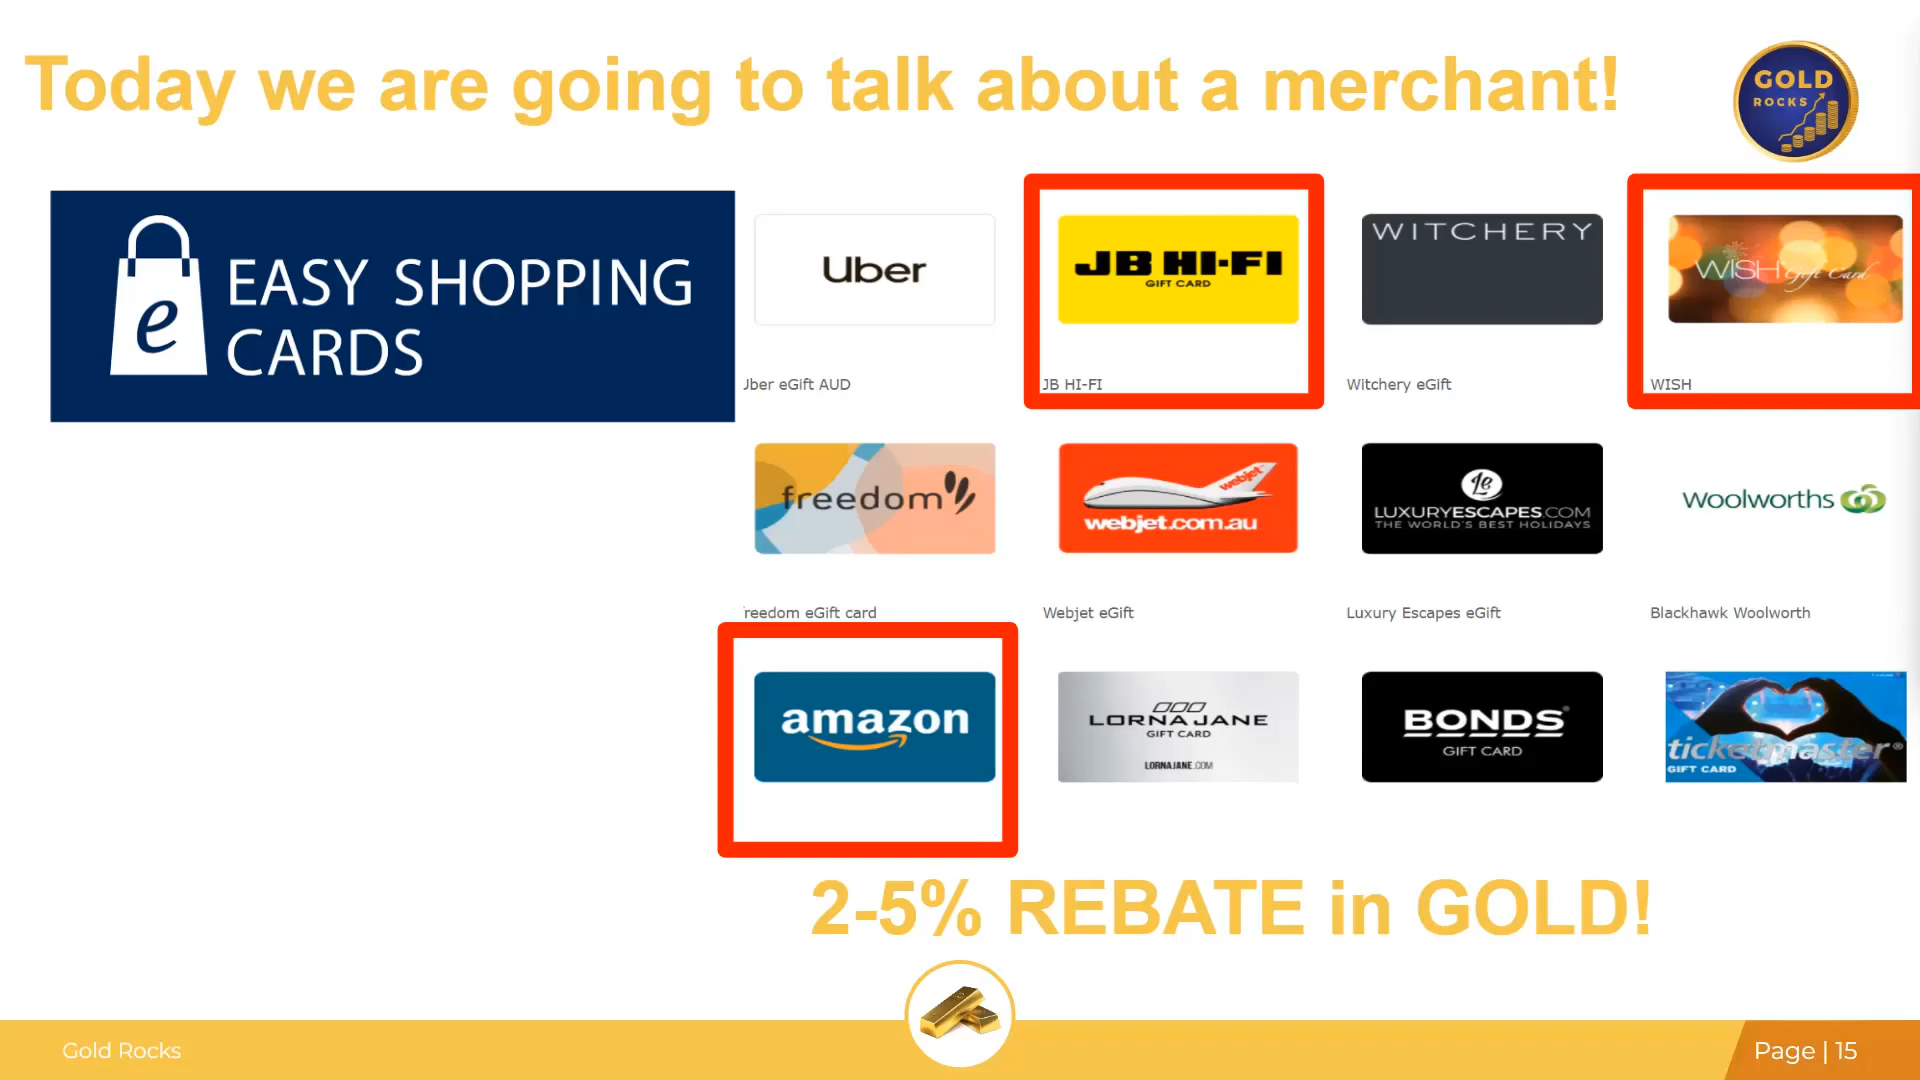 Today we are going to talk about a merchant!
GOLD
ROCKS
e
EASY SHOPPING
CARDS
Uber
JB HI-FI
GIFT CARD
WITCHERY
WISH Gift Card
Uber eGift AUD
JB HI-FI
Witchery eGift
WISH
freedom
webjet
webjet.com.au
Le
LUXURYESCAPES.COM
THE WORLD'S BEST HOLIDAYS
woolworths
reedom eGift card
Webjet eGift
Luxury Escapes eGift
Blackhawk Woolworth
amazon
LORNA JANE
GIFT CARD
LORNAJANE.COM
BONDS®
GIFT CARD
ticketmaster®
GIFT CARD
2-5% REBATE in GOLD!
Gold Rocks
Page | 15